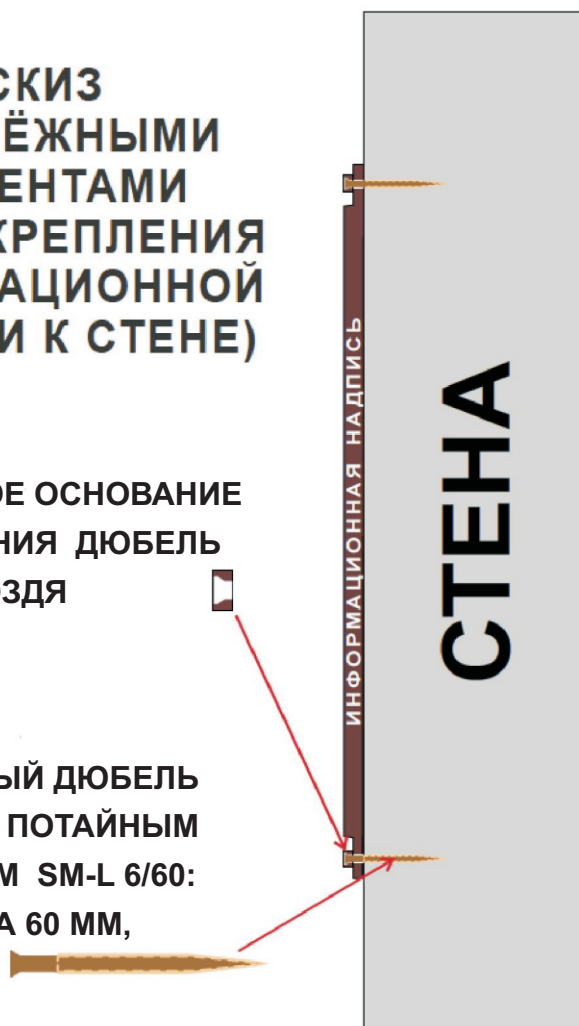 СКИЗ
ЁЖНЫМИ
ЕНТАМИ
КРЕПЛЕНИЯ
АЦИОННОЙ
И К СТЕНЕ)
ОЕ ОСНОВАНИЕ
НИЯ ДЮБЕЛЬ
ОЗДЯ
ЫЙ ДЮБЕЛЬ
ПОТАЙНЫМ
М SM-L 6/60:
А 60 ММ,
ИНФОРМАЦИОННАЯ НАДПИСЬ
СТЕНА